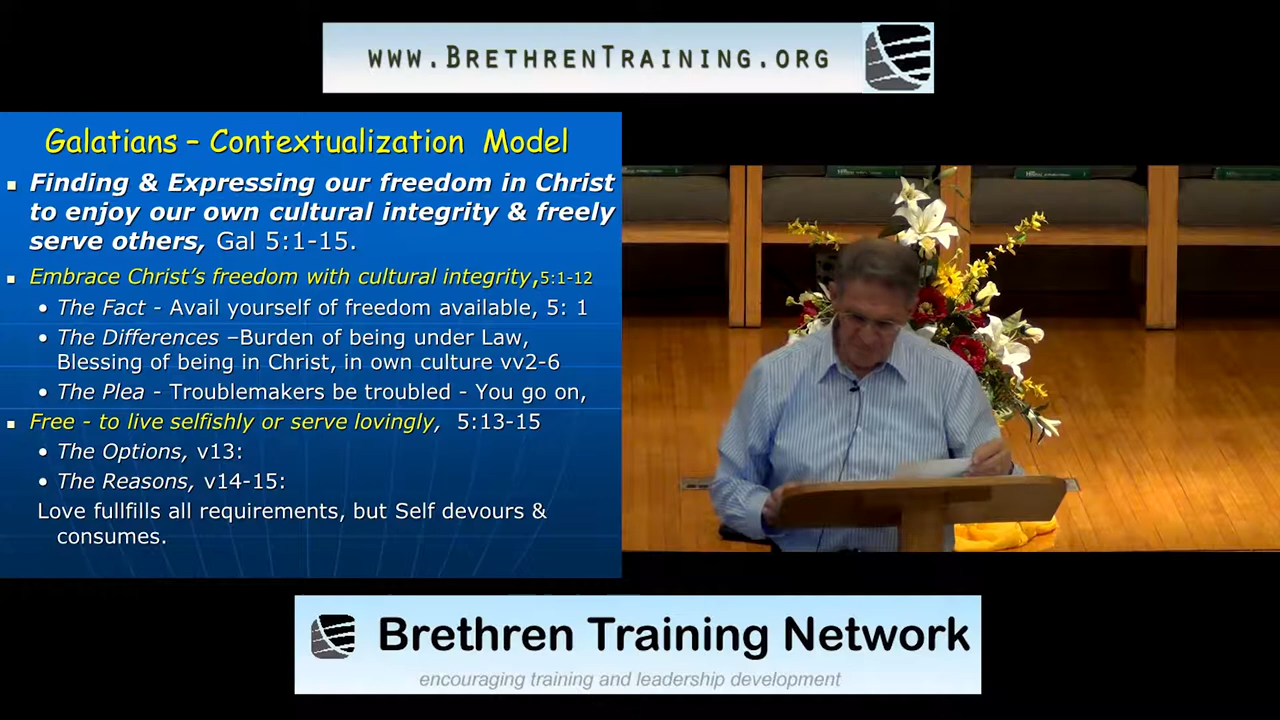 www.BrethrenTraining.org
Galatians – Contextualization Model
Finding & Expressing our freedom in Christ
to enjoy our own cultural integrity & freely
serve others, Gal 5:1-15.
Embrace Christ's freedom with cultural integrity,5:1-12
• The Fact - Avail yourself of freedom available, 5: 1
• The Differences –Burden of being under Law,
Blessing of being in Christ, in own culture vv2-6
• The Plea - Troublemakers be troubled - You go on,
Free - to live selfishly or serve lovingly, 5:13-15
• The Options, v13:
• The Reasons, v14-15:
Love fullfills all requirements, but Self devours &
consumes.
Brethren Training Network
encouraging training and leadership development